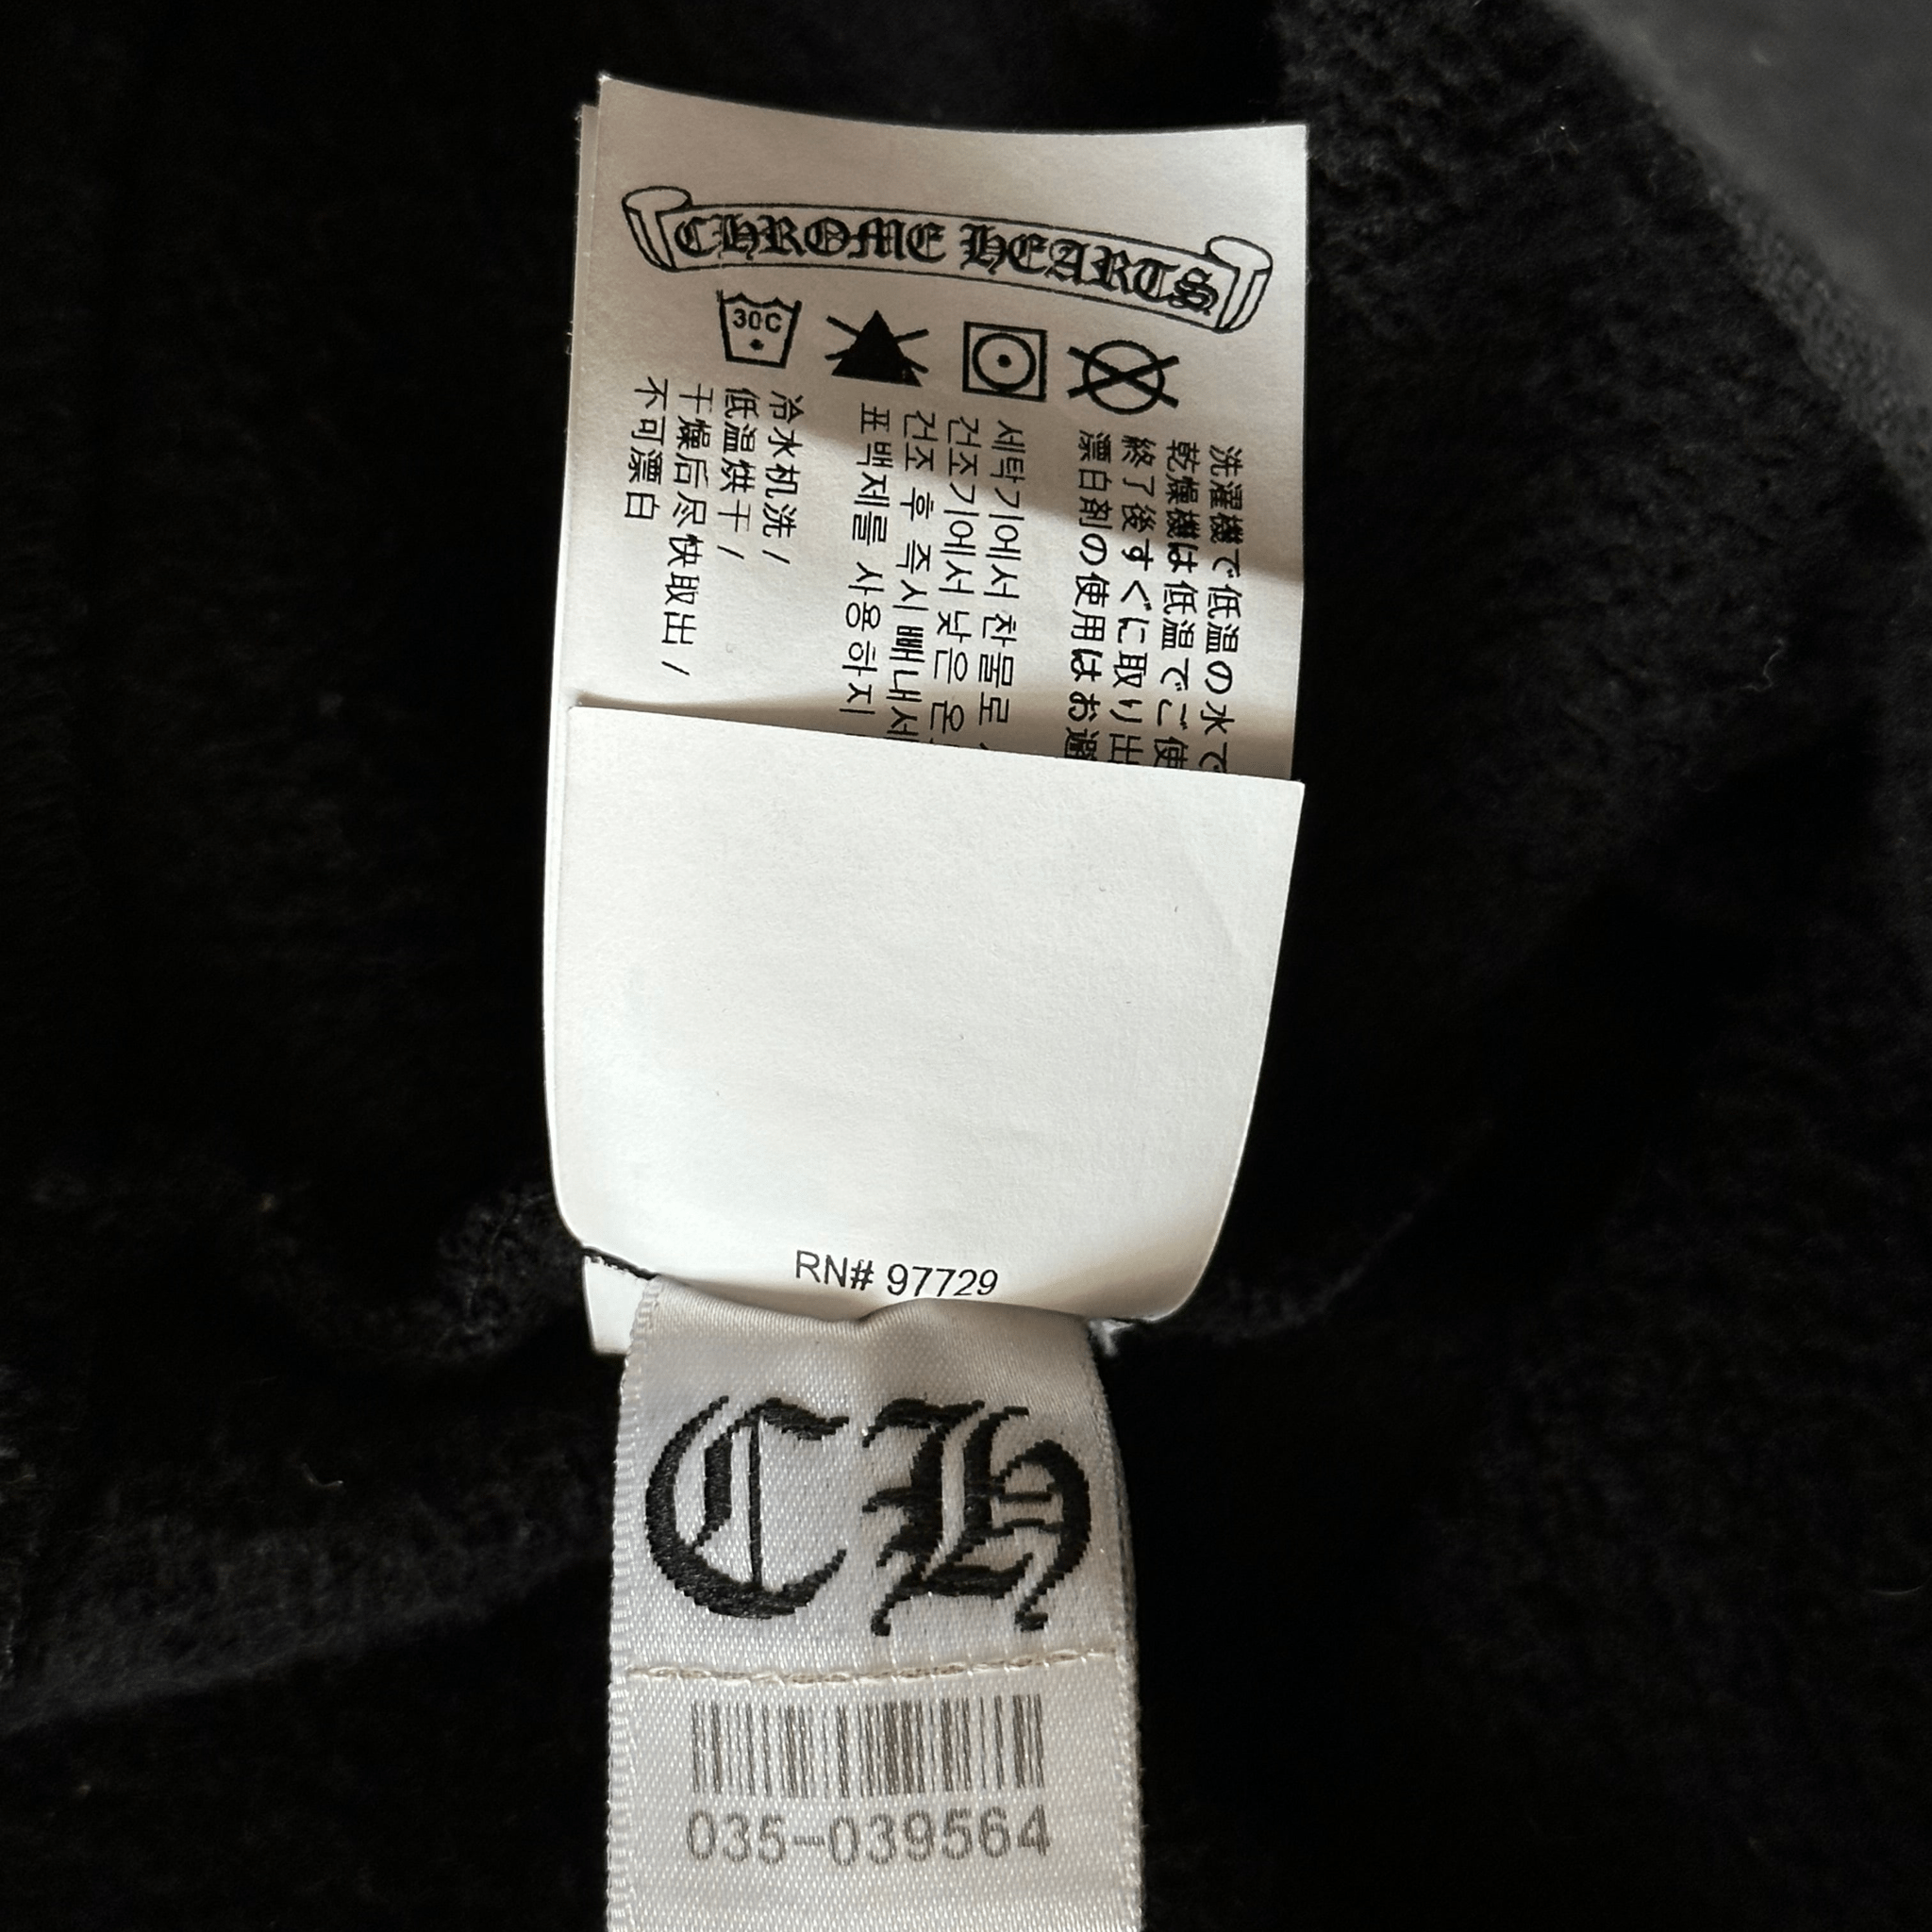 CHROME HEARTS
30C
洗濯機で低温の水で
乾燥機は低温でご使
終了後すぐに取り出
漂白剤の使用はお避
세탁기에서 찬물로
건조기에서 낮은 온
건조 후 즉시 빼내서
표백제를 사용하지
冷水机洗 /
低温烘干 /
干燥后尽快取出 /
不可漂白
RN# 97729
CH
035-039564